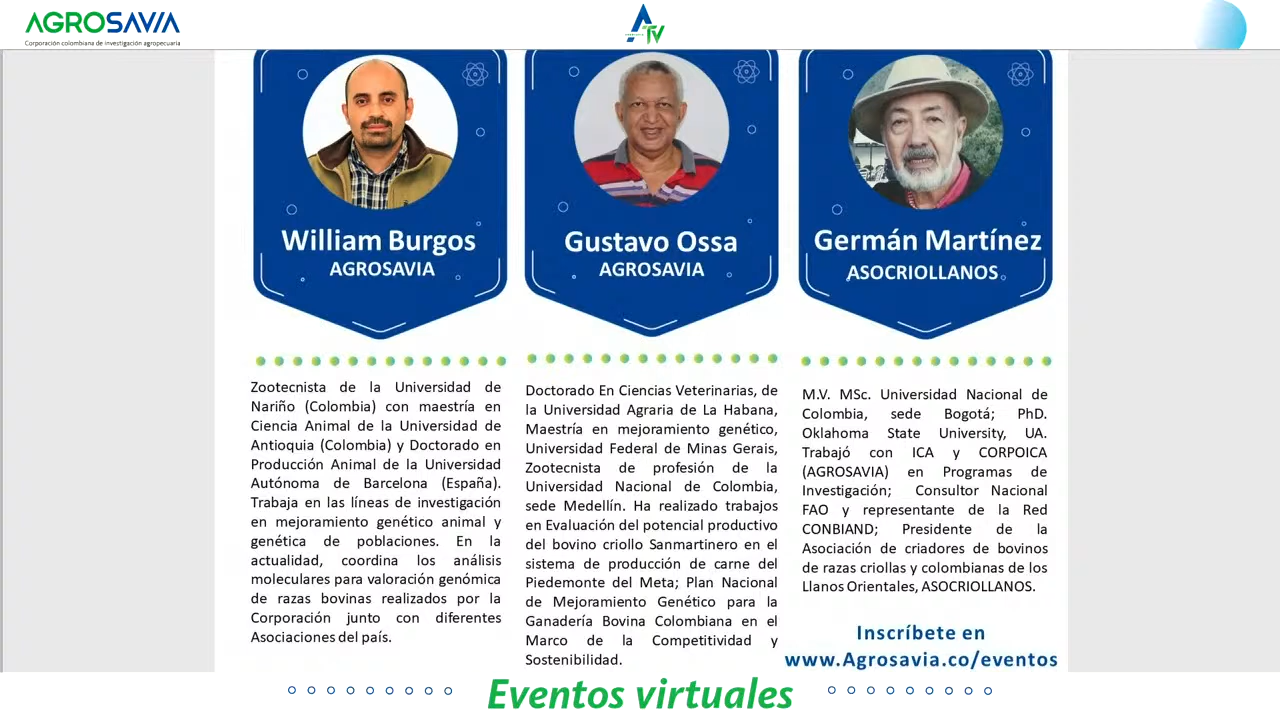 AGROSAVIA
Corporación colombiana de investigación agropecuaria
ATV
William Burgos
AGROSAVIA
Zootecnista de la Universidad de
Nariño (Colombia) con maestría en
Ciencia Animal de la Universidad de
Antioquia (Colombia) y Doctorado en
Producción Animal de la Universidad
Autónoma de Barcelona (España).
Trabaja en las líneas de investigación
en mejoramiento genético animal y
genética de poblaciones. En la
actualidad, coordina los análisis
moleculares para valoración genómica
de razas bovinas realizados por la
Corporación junto con diferentes
Asociaciones del país.
Gustavo Ossa
AGROSAVIA
Doctorado En Ciencias Veterinarias, de
la Universidad Agraria de La Habana,
Maestría en mejoramiento genético,
Universidad Federal de Minas Gerais,
Zootecnista de profesión de la
Universidad Nacional de Colombia,
sede Medellín. Ha realizado trabajos
en Evaluación del potencial productivo
del bovino criollo Sanmartinero en el
sistema de producción de carne del
Piedemonte del Meta; Plan Nacional
de Mejoramiento Genético para la
Ganadería Bovina Colombiana en el
Marco de la Competitividad y
Sostenibilidad.
Germán Martínez
ASOCRIOLLANOS
M.V. MSc. Universidad Nacional de
Colombia, sede Bogotá; PhD.
Oklahoma State University, UA.
Trabajó con ICA y CORPOICA
(AGROSAVIA) en Programas de
Investigación; Consultor Nacional
FAO y representante de la Red
CONBIAND; Presidente de la
Asociación de criadores de bovinos
de razas criollas y colombianas de los
Llanos Orientales, ASOCRIOLLANOS.
Inscríbete en
www.Agrosavia.co/eventos
Eventos virtuales